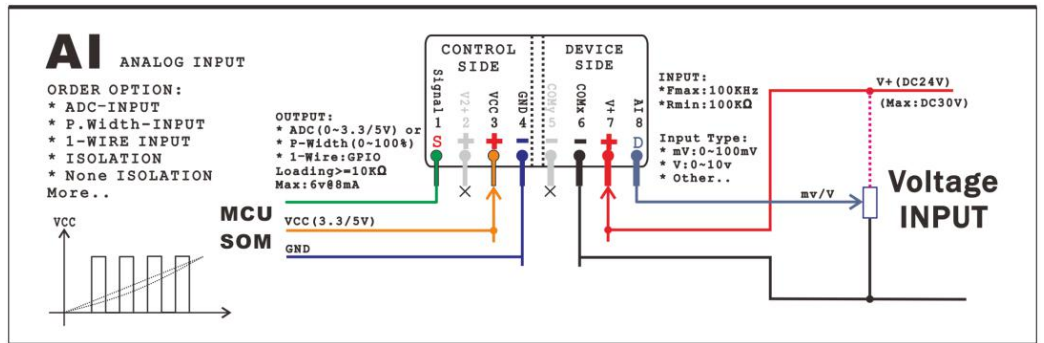 AI ANALOG INPUT
ORDER OPTION:
* ADC-INPUT
* P.Width-INPUT
* 1-WIRE INPUT
* ISOLATION
* None ISOLATION
More..
VCC
OUTPUT:
* ADC(0~3.3/5V) or
* P-Width(0~100%)
* 1-Wire:GPIO
Loading>=10KΩ
Max:6v@8mA
MCU
SOM
VCC(3.3/5V)
GND
CONTROL
SIDE
Signal 1
V2+ 2
VCC 3
GND 4
S
DEVICE
SIDE
COMx 5
COMx 6
V+ 7
AI 8
D
INPUT:
*Fmax:100KHz
*Rmin:100KΩ
Input Type:
* mV:0~100mV
* V:0~10v
* Other..
V+(DC24V)
(Max:DC30V)
mv/V
Voltage
INPUT